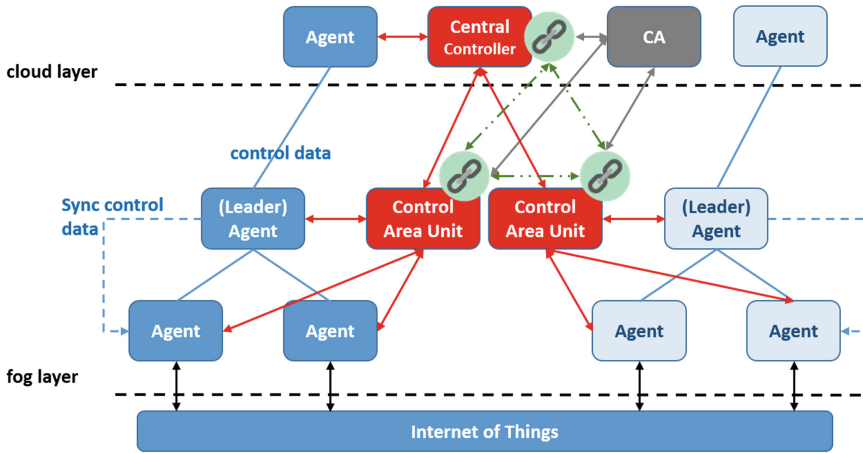 Agent
Central
Controller
CA
Agent
cloud layer
control data
Sync control
data
(Leader)
Agent
Control
Area Unit
Control
Area Unit
(Leader)
Agent
Agent
Agent
Agent
Agent
fog layer
Internet of Things